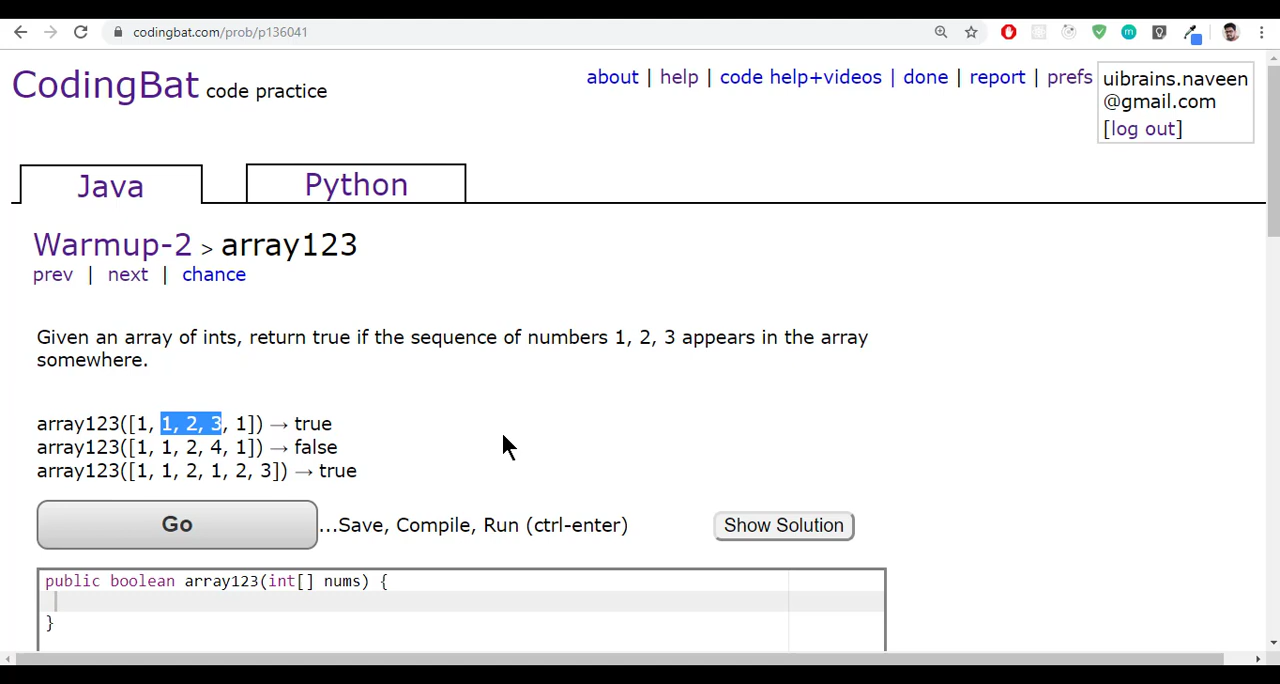 codingbat.com/prob/p136041
CodingBat code practice
about | help | code help+videos | done | report | prefs
uibrains.naveen
@gmail.com
[log out]
Java
Python
Warmup-2 > array123
prev | next | chance
Given an array of ints, return true if the sequence of numbers 1, 2, 3 appears in the array
somewhere.
array123([1, 1, 2, 3, 1]) → true
array123([1, 1, 2, 4, 1]) → false
array123([1, 1, 2, 1, 2, 3]) → true
Go
...Save, Compile, Run (ctrl-enter)
Show Solution
public boolean array123(int[] nums) {
}